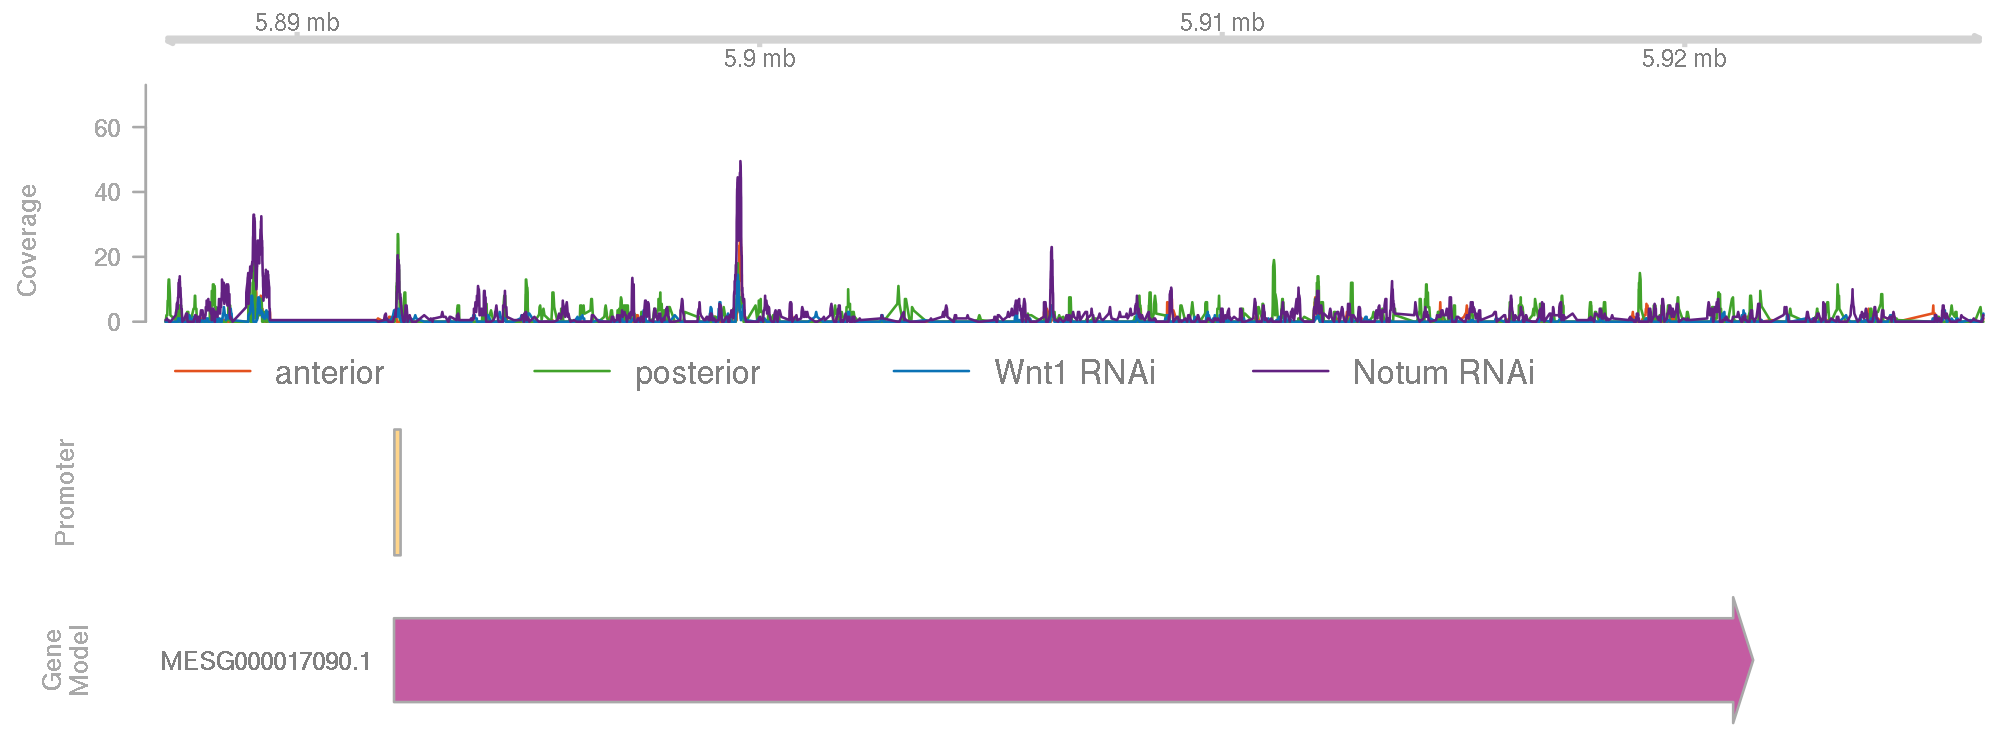 5.89 mb
5.91 mb
5.9 mb
5.92 mb
Coverage
60
40
20
0
anterior
posterior
Wnt1 RNAi
Notum RNAi
Promoter
Gene
Model
MESG000017090.1